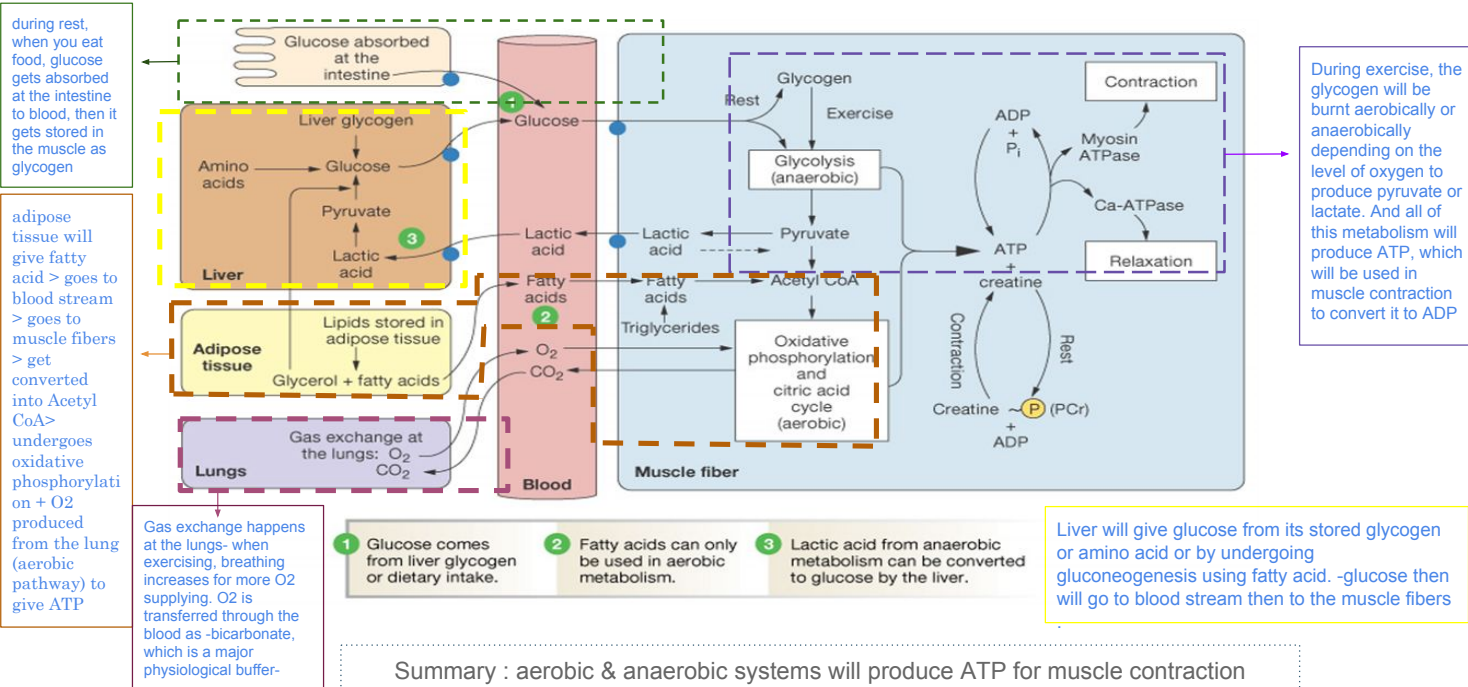 during rest,
when you eat
food, glucose
gets absorbed
at the intestine
to blood, then it
gets stored in
the muscle as
glycogen
adipose
tissue will
give fatty
acid > goes to
blood stream
> goes to
muscle fibers
> get
converted
into Acetyl
CoA>
undergoes
oxidative
phosphorylati
on + O2
produced
from the lung
(aerobic
pathway) to
give ATP
Glucose absorbed
at the
intestine
Liver glycogen
Amino
acids
Glucose
Pyruvate
Lactic
acid
3
Liver
Lipids stored in
adipose tissue
Adipose
tissue
Glycerol + fatty acids
Gas exchange at
the lungs: O2
CO2
Lungs
1
Glucose
Lactic
acid
Fatty
acids
2
O2
CO2
Blood
Glycogen
Rest
Exercise
Glycolysis
(anaerobic)
Lactic
acid
Pyruvate
Fatty
acids
Acetyl CoA
Triglycerides
Oxidative
phosphorylation
and
citric acid
cycle
(aerobic)
Muscle fiber
Contraction
ADP
+
Pi
Myosin
ATPase
Ca-ATPase
Relaxation
ATP
+
creatine
Contraction
Rest
Creatine ~ P (PCr)
+
ADP
During exercise, the
glycogen will be
burnt aerobically or
anaerobically
depending on the
level of oxygen to
produce pyruvate or
lactate. And all of
this metabolism will
produce ATP, which
will be used in
muscle contraction
to convert it to ADP
Gas exchange happens
at the lungs- when
exercising, breathing
increases for more O2
supplying. O2 is
transferred through the
blood as -bicarbonate,
which is a major
physiological buffer-
1 Glucose comes
from liver glycogen
or dietary intake.
2 Fatty acids can only
be used in aerobic
metabolism.
3 Lactic acid from anaerobic
metabolism can be converted
to glucose by the liver.
Liver will give glucose from its stored glycogen
or amino acid or by undergoing
gluconeogenesis using fatty acid. -glucose then
will go to blood stream then to the muscle fibers
Summary : aerobic & anaerobic systems will produce ATP for muscle contraction